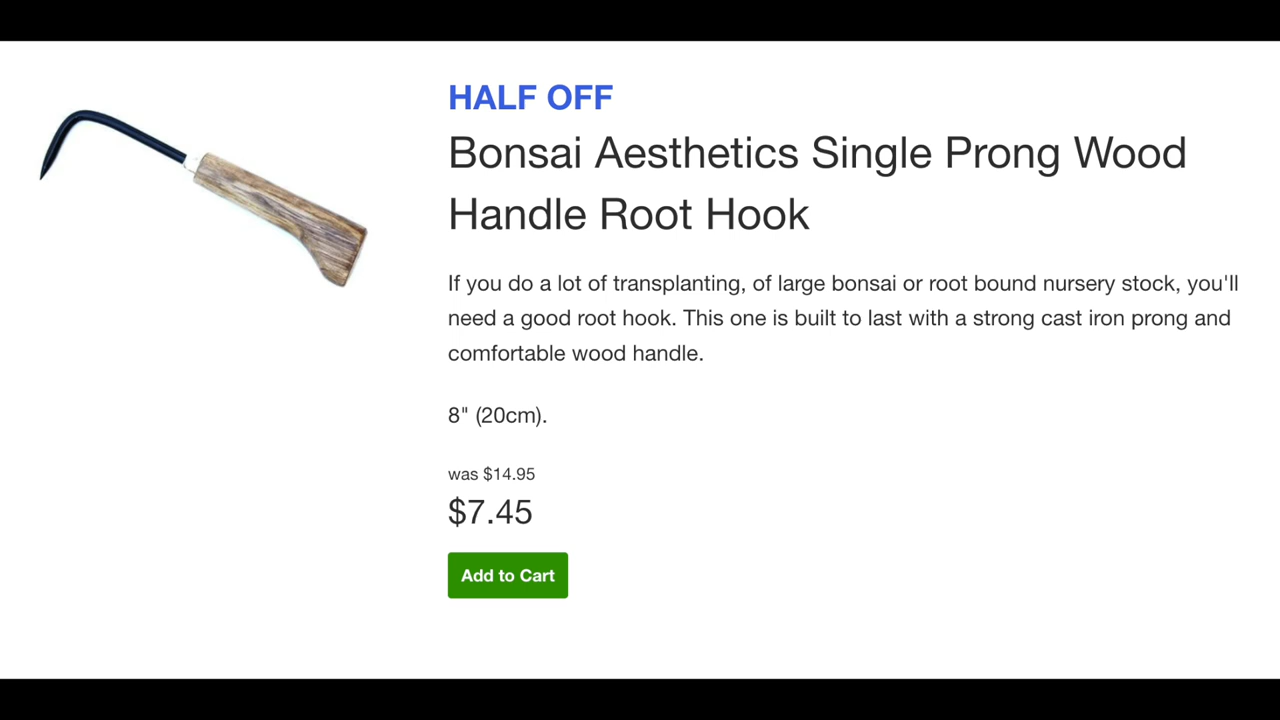 HALF OFF
Bonsai Aesthetics Single Prong Wood
Handle Root Hook
If you do a lot of transplanting, of large bonsai or root bound nursery stock, you'll
need a good root hook. This one is built to last with a strong cast iron prong and
comfortable wood handle.
8" (20cm).
was $14.95
$7.45
Add to Cart